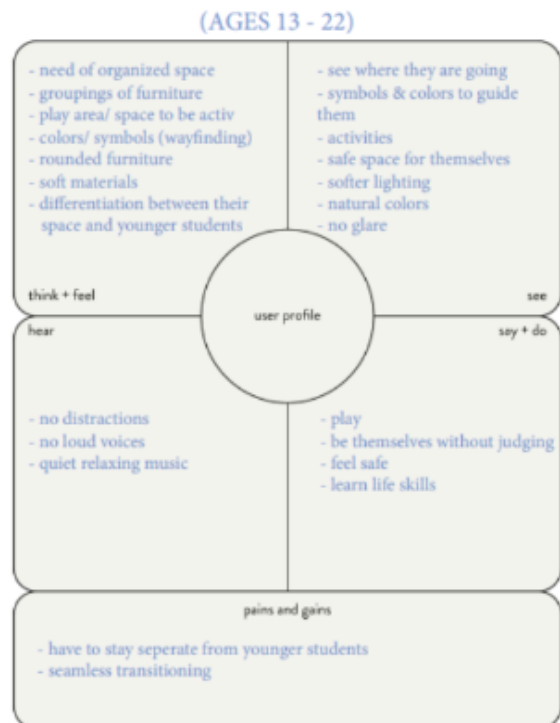 (AGES 13 - 22)
- need of organized space
- groupings of furniture
- play area/ space to be activ
- colors/ symbols (wayfinding)
- rounded furniture
- soft materials
- differentiation between their
space and younger students
think + feel
- see where they are going
- symbols & colors to guide
them
- activities
- safe space for themselves
- softer lighting
- natural colors
- no glare
see
user profile
hear
- no distractions
- no loud voices
- quiet relaxing music
say + do
- play
- be themselves without judging
- feel safe
- learn life skills
pains and gains
- have to stay seperate from younger students
- seamless transitioning